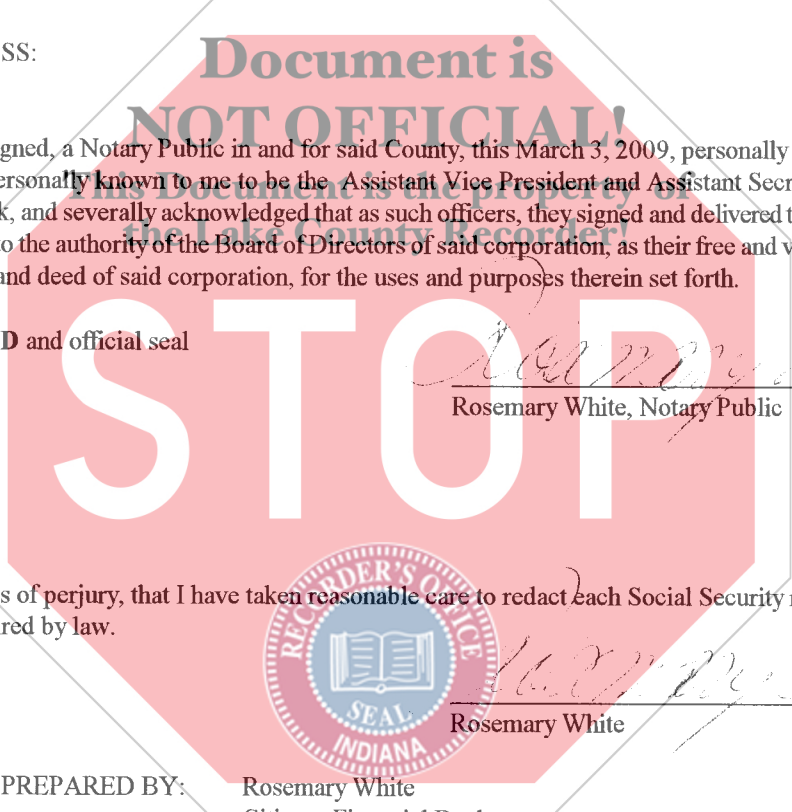 SS:
Document is
NOT OFFICIAL!
gned, a Notary Public in and for said County, this March 3, 2009, personally
ersonally known to me to be the Assistant Vice President and Assistant Secr
This Document is the property of
k, and severally acknowledged that as such officers, they signed and delivered t
the Lake County Recorder!
to the authority of the Board of Directors of said corporation, as their free and v
and deed of said corporation, for the uses and purposes therein set forth.
D and official seal
Rosemary White, Notary Public
STOP
s of perjury, that I have taken reasonable care to redact each Social Security
red by law.
RECORDER'S OFFICE
SEAL
INDIANA
Rosemary White
PREPARED BY: Rosemary White
Citizens Financial Bank